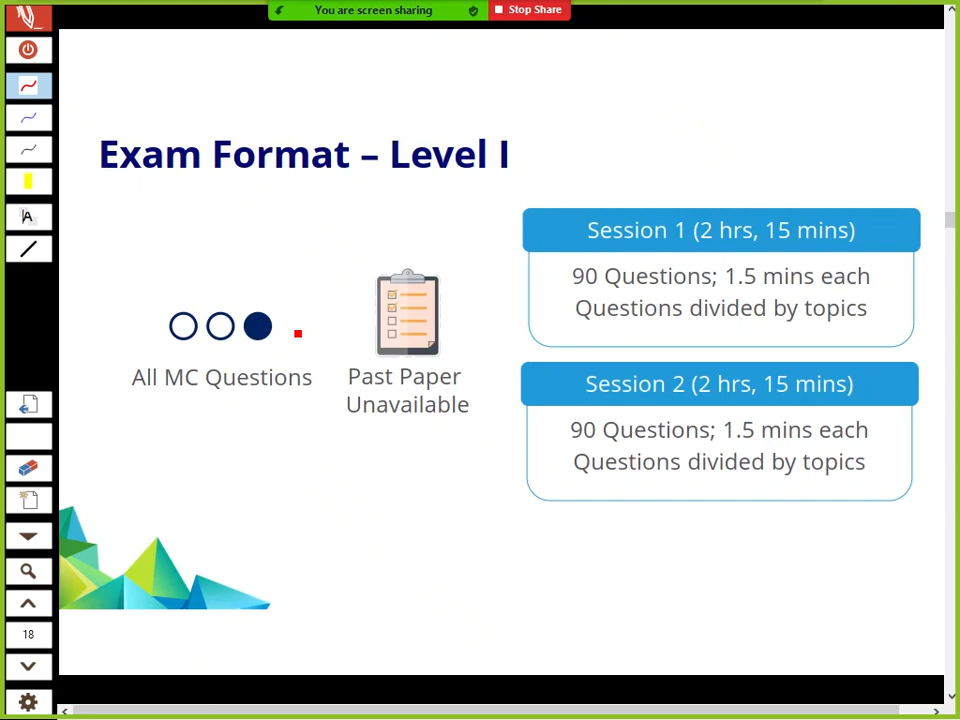 You are screen sharing
Stop Share
A
Exam Format – Level I
All MC Questions
Past Paper
Unavailable
Session 1 (2 hrs, 15 mins)
90 Questions; 1.5 mins each
Questions divided by topics
Session 2 (2 hrs, 15 mins)
90 Questions; 1.5 mins each
Questions divided by topics
18